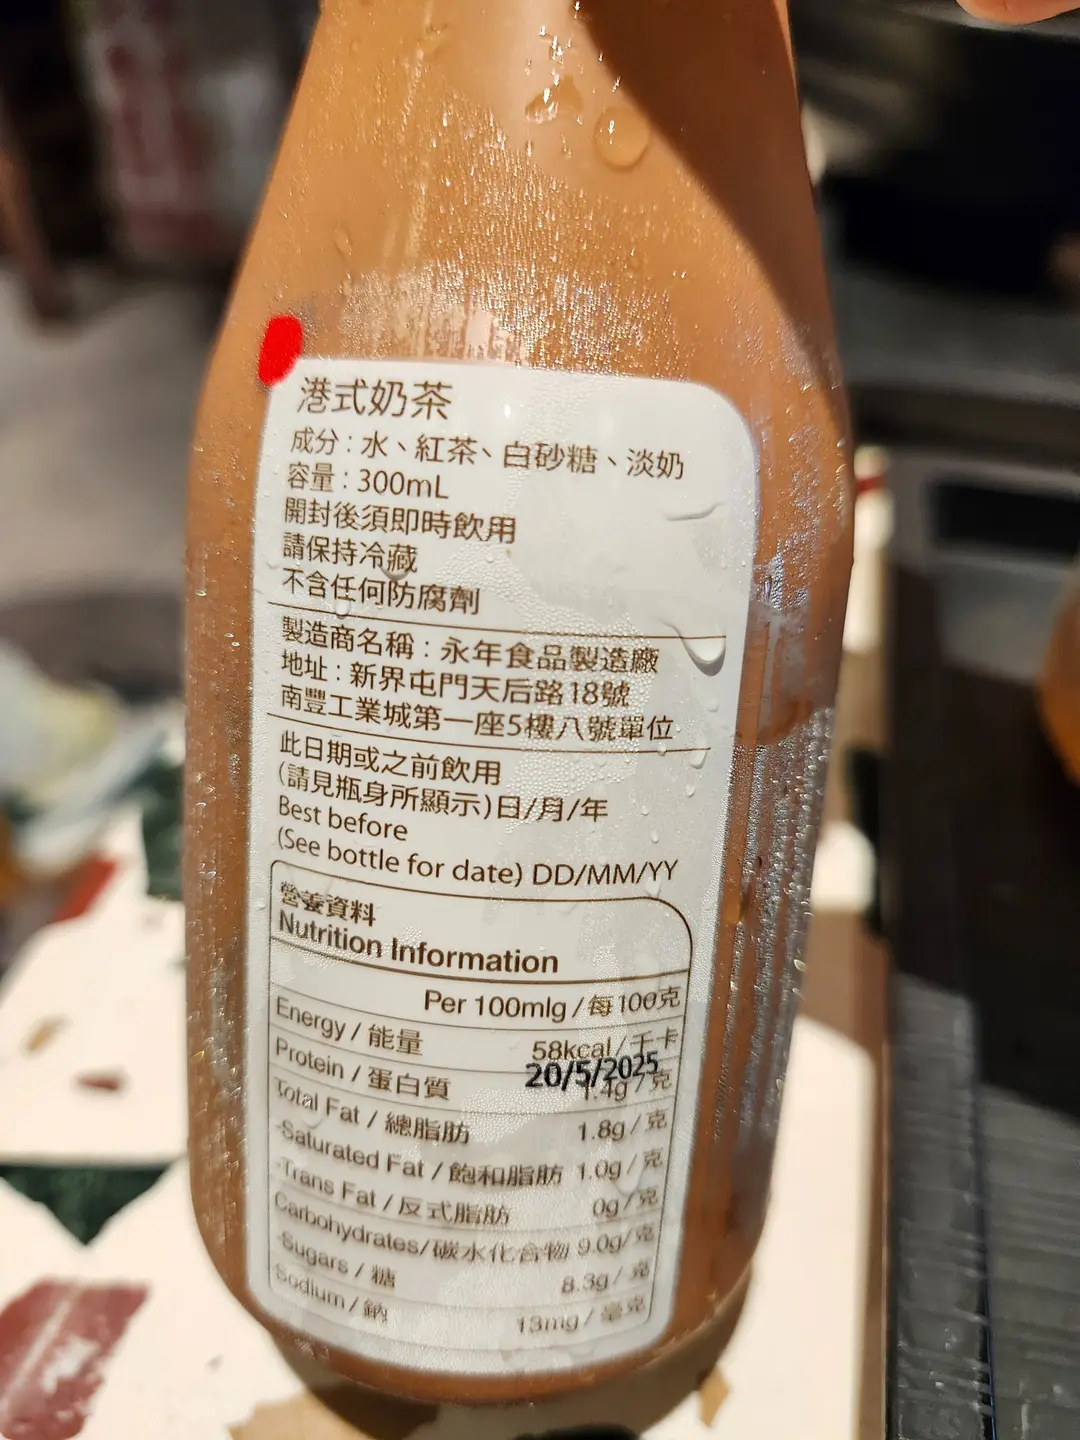 港式奶茶
成分：水、紅茶、白砂糖、淡奶
容量：300mL
開封後須即時飲用
請保持冷藏
不含任何防腐劑
製造商名稱：永年食品製造廠
地址：新界屯門天后路18號
南豐工業城第一座5樓八號單位
此日期或之前飲用
(請見瓶身所顯示)日/月/年
Best before
(See bottle for date) DD/MM/YY
營養資料
Nutrition Information
Per 100mlg / 每100克
Energy / 能量 58kcal / 千卡
20/5/2025
Protein / 蛋白質 1.4g / 克
Total Fat / 總脂肪 1.8g / 克
-Saturated Fat / 飽和脂肪 1.0g / 克
-Trans Fat / 反式脂肪 0g / 克
Carbohydrates/碳水化合物 9.0g/克
-Sugars / 糖 8.3g / 克
Sodium / 鈉 13mg / 毫克